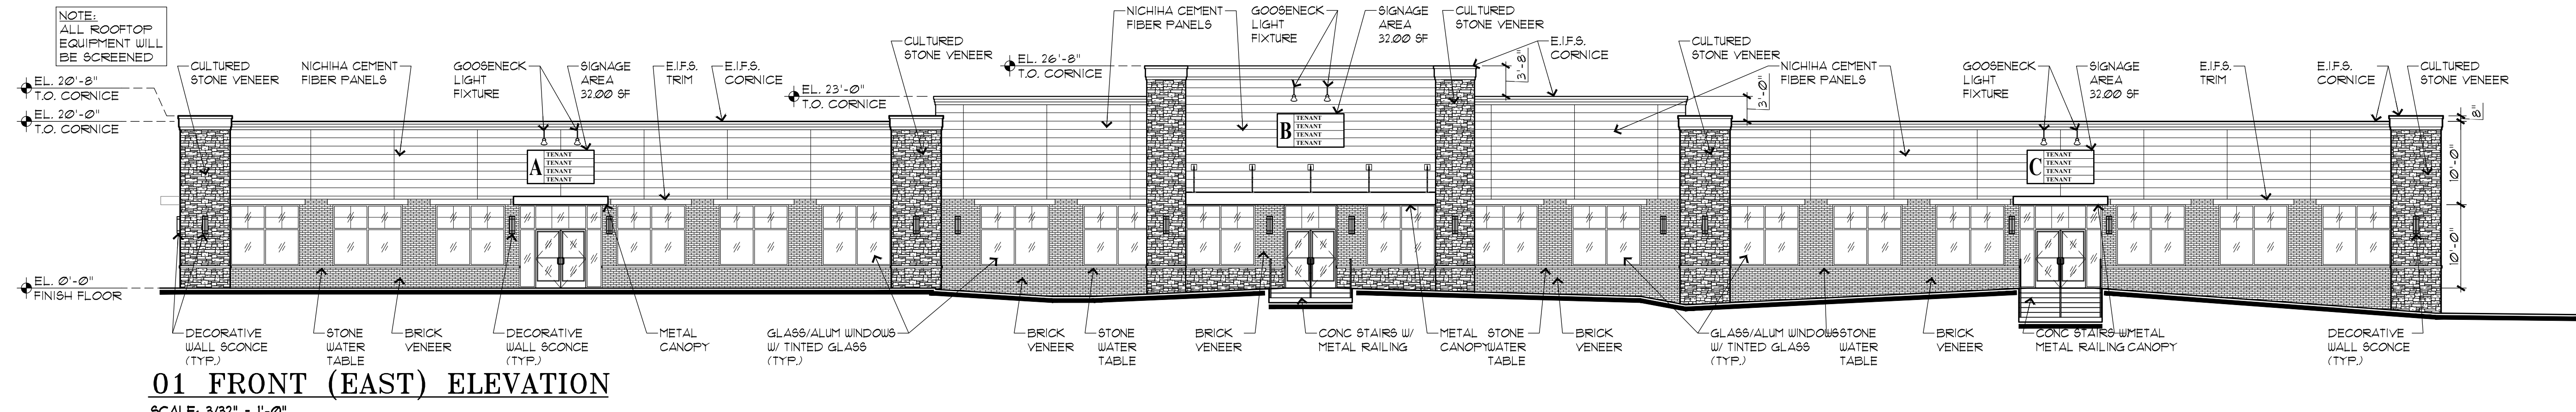 NOTE:
ALL ROOFTOP
EQUIPMENT WILL
BE SCREENED
EL. 20'-8"
T.O. CORNICE
EL. 20'-0"
T.O. CORNICE
EL. 0'-0"
FINISH FLOOR
CULTURED
STONE VENEER
NICHIHA CEMENT
FIBER PANELS
GOOSENECK
LIGHT
FIXTURE
SIGNAGE
AREA
32.00 SF
E.I.F.S.
TRIM
E.I.F.S.
CORNICE
EL. 23'-0"
T.O. CORNICE
CULTURED
STONE VENEER
EL. 26'-8"
T.O. CORNICE
NICHIHA CEMENT
FIBER PANELS
GOOSENECK
LIGHT
FIXTURE
SIGNAGE
AREA
32.00 SF
CULTURED
STONE VENEER
3'-8"
E.I.F.S.
CORNICE
CULTURED
STONE VENEER
3'-0"
NICHIHA CEMENT
FIBER PANELS
GOOSENECK
LIGHT
FIXTURE
SIGNAGE
AREA
32.00 SF
E.I.F.S.
TRIM
E.I.F.S.
CORNICE
CULTURED
STONE VENEER
8"
10'-0"
10'-0"
A
TENANT
TENANT
TENANT
TENANT
B
TENANT
TENANT
TENANT
TENANT
C
TENANT
TENANT
TENANT
TENANT
DECORATIVE
WALL SCONCE
(TYP.)
STONE
WATER
TABLE
BRICK
VENEER
DECORATIVE
WALL SCONCE
(TYP.)
METAL
CANOPY
GLASS/ALUM WINDOWS
W/ TINTED GLASS
(TYP.)
BRICK
VENEER
STONE
WATER
TABLE
BRICK
VENEER
CONC STAIRS W/
METAL RAILING
METAL
CANOPY
STONE
WATER
TABLE
BRICK
VENEER
GLASS/ALUM WINDOWS
W/ TINTED GLASS
(TYP.)
STONE
WATER
TABLE
BRICK
VENEER
CONC STAIRS W/
METAL RAILING
METAL
CANOPY
DECORATIVE
WALL SCONCE
(TYP.)
01 FRONT (EAST) ELEVATION
SCALE: 3/32" = 1'-0"